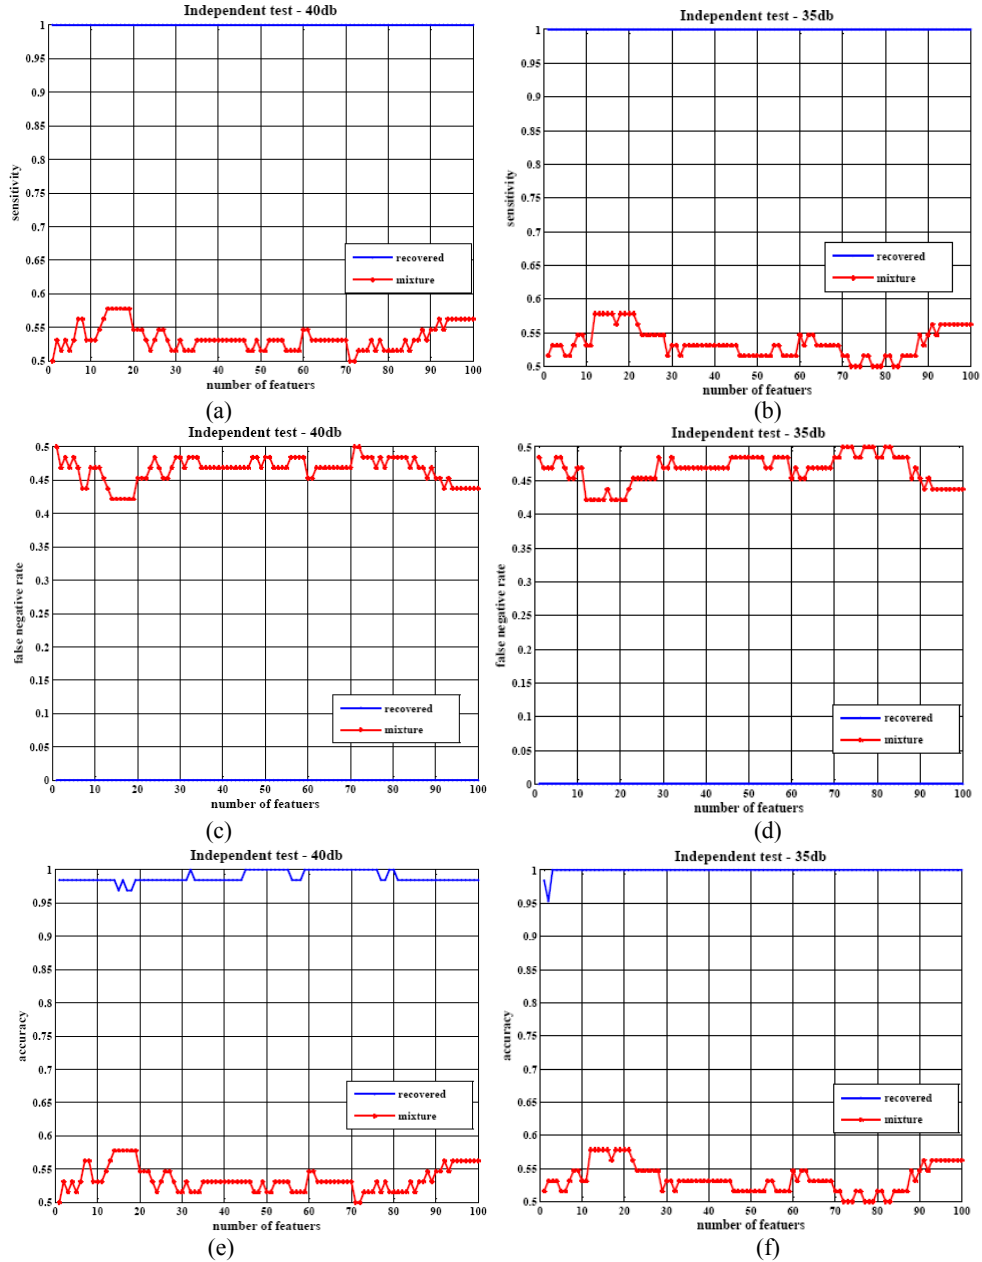 Independent test - 40db
1
0.95
0.9
0.85
0.8
0.75
0.7
0.65
0.6
0.55
0.5
sensitivity
recovered
mixture
0 10 20 30 40 50 60 70 80 90 100
number of featuers
(a)
Independent test - 35db
1
0.95
0.9
0.85
0.8
0.75
0.7
0.65
0.6
0.55
0.5
sensitivity
recovered
mixture
0 10 20 30 40 50 60 70 80 90 100
number of featuers
(b)
Independent test - 40db
0.5
0.45
0.4
0.35
0.3
0.25
0.2
0.15
0.1
0.05
0
false negative rate
recovered
mixture
0 10 20 30 40 50 60 70 80 90 100
number of featuers
(c)
Independent test - 35db
0.5
0.45
0.4
0.35
0.3
0.25
0.2
0.15
0.1
0.05
0
false negative rate
recovered
mixture
0 10 20 30 40 50 60 70 80 90 100
number of featuers
(d)
Independent test - 40db
1
0.95
0.9
0.85
0.8
0.75
0.7
0.65
0.6
0.55
0.5
accuracy
recovered
mixture
0 10 20 30 40 50 60 70 80 90 100
number of featuers
(e)
Independent test - 35db
1
0.95
0.9
0.85
0.8
0.75
0.7
0.65
0.6
0.55
0.5
accuracy
recovered
mixture
0 10 20 30 40 50 60 70 80 90 100
number of featuers
(f)